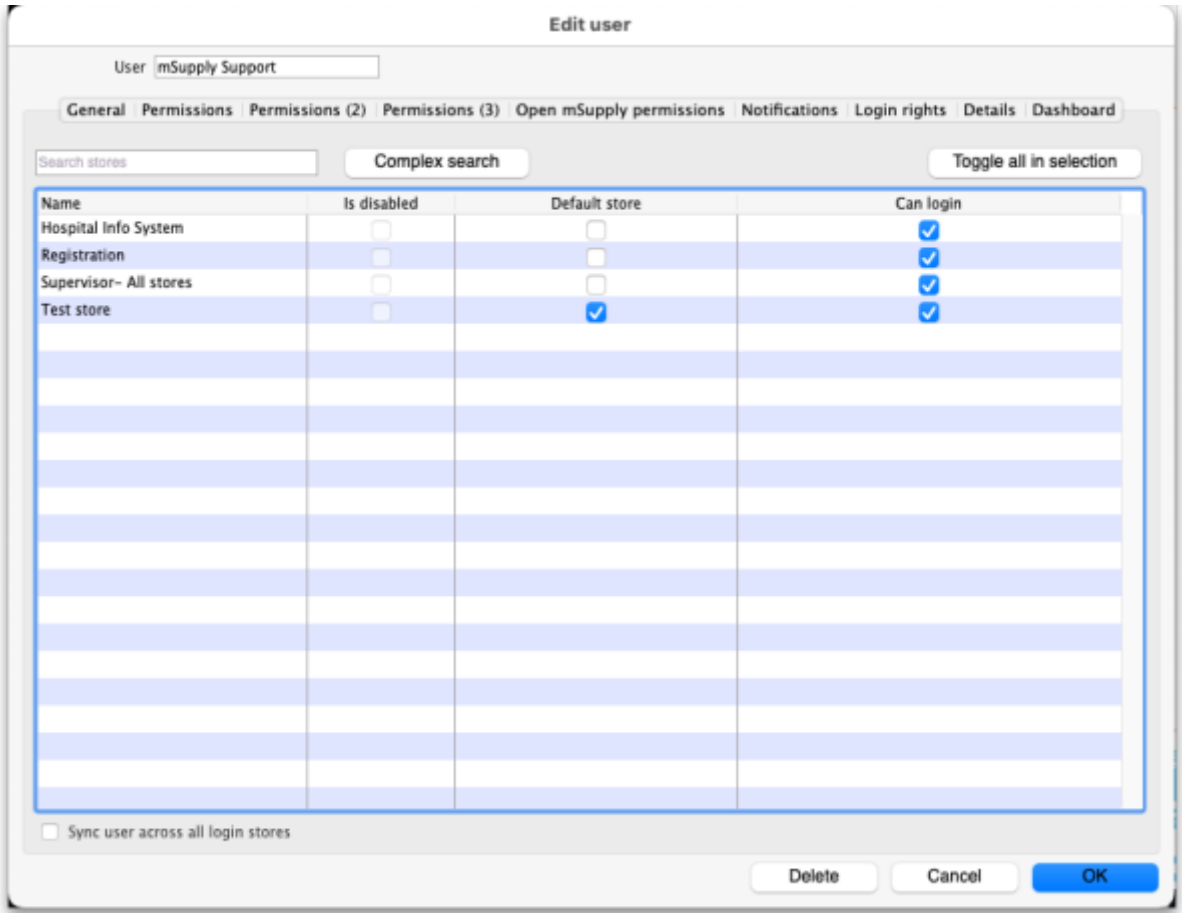 Edit user
User mSupply Support
General Permissions Permissions (2) Permissions (3) Open mSupply permissions Notifications Login rights Details Dashboard
Search stores Complex search Toggle all in selection
Name Is disabled Default store Can login
Hospital Info System
Registration
Supervisor- All stores
Test store
Sync user across all login stores
Delete Cancel OK